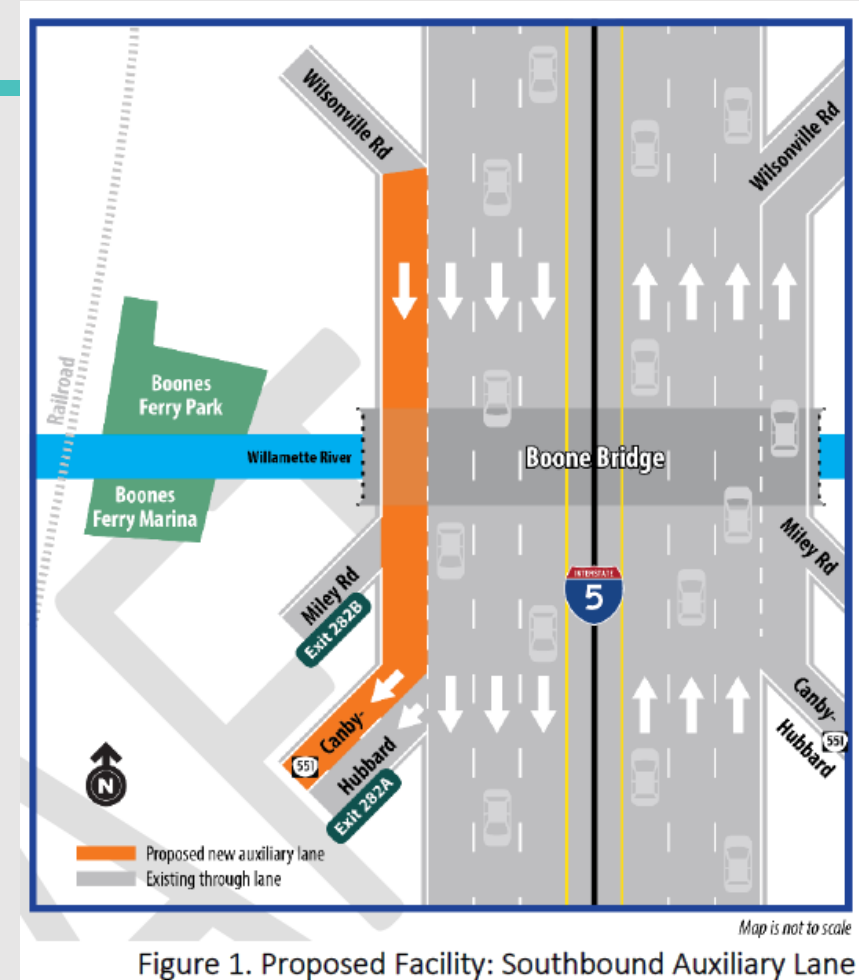 Wilsonville Rd
Wilsonville Rd
Railroad
Boones
Ferry Park
Willamette River
Boone Bridge
Boones
Ferry Marina
Miley Rd
Exit 282B
INTERSTATE
5
Miley Rd
551
Canby-
Hubbard
Exit 282A
Canby-
Hubbard
551
N
Proposed new auxiliary lane
Existing through lane
Map is not to scale
Figure 1. Proposed Facility: Southbound Auxiliary Lane